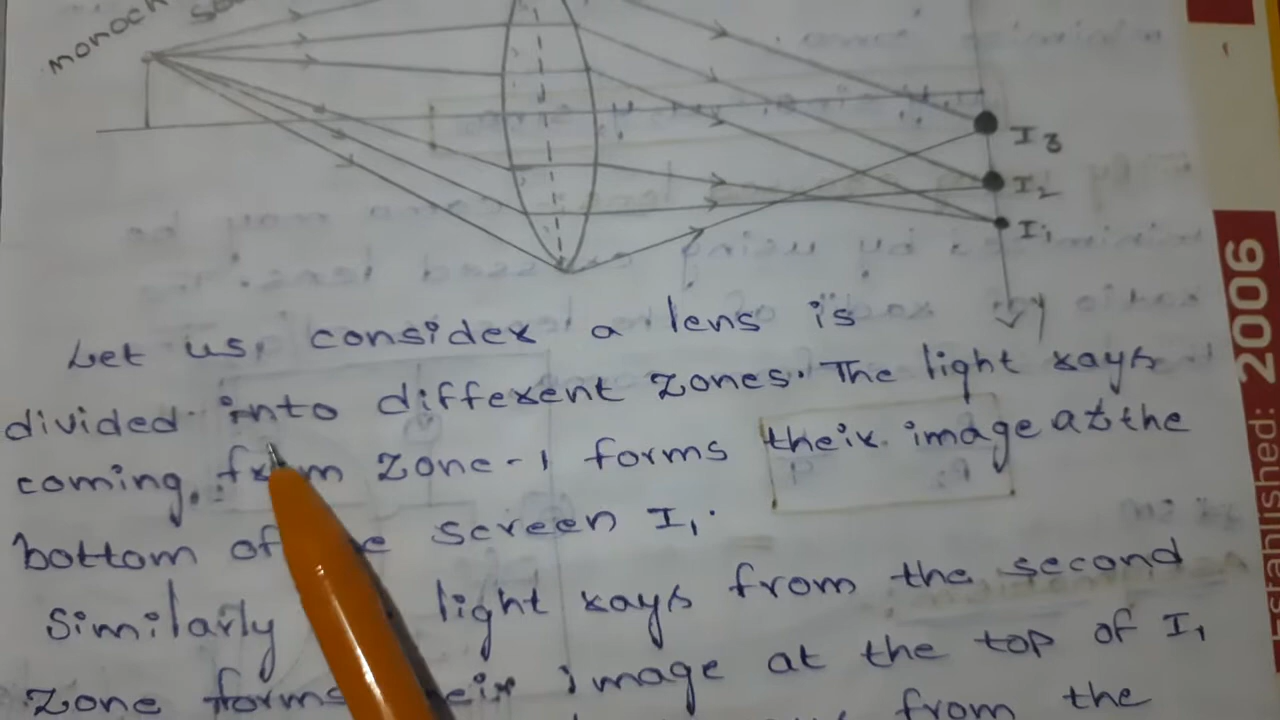 monoch
I3
I2
I1
Y
Let us, consider a lens is
divided into different zones. The light rays
coming, from zone-1 forms their image at the
bottom of screen I1.
Similarly light rays from the second
zone forms image at the top of I1
from the
Established: 2006